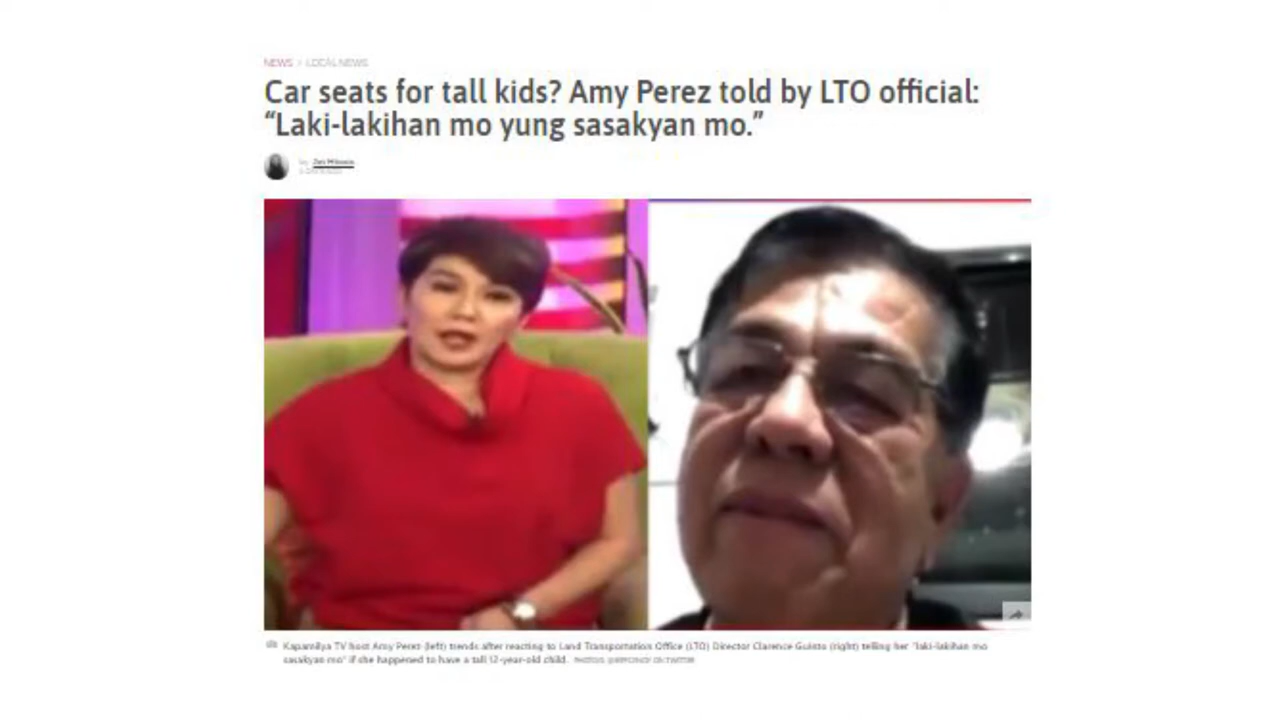 NEWS > LOCAL NEWS
Car seats for tall kids? Amy Perez told by LTO official:
“Laki-lakihan mo yung sasakyan mo.”
by
Kapamilya TV host Amy Perez (left) trends after reacting to Land Transportation Office (LTO) Director Clarence Guinto (right) telling her "laki-lakihan mo
sasakyan mo" if she happened to have a tall 12-year-old child.